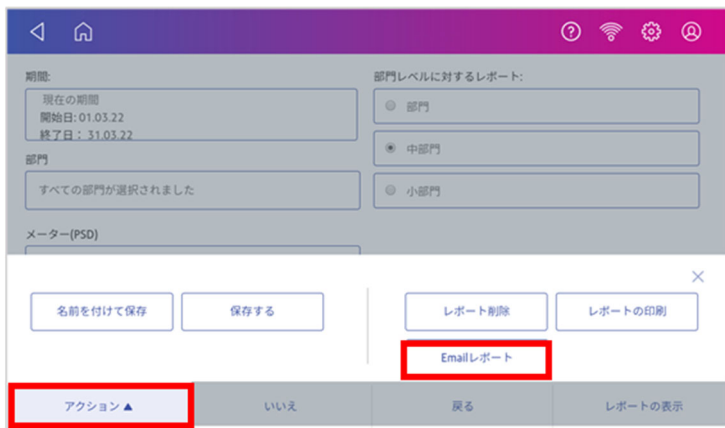 期間:
現在の期間
開始日: 01.03.22
終了日： 31.03.22
部門
すべての部門が選択されました
メーター(PSD)
部門レベルに対するレポート:
部門
中部門
小部門
名前を付けて保存
保存する
レポート削除
レポートの印刷
Emailレポート
アクション ▲
いいえ
戻る
レポートの表示